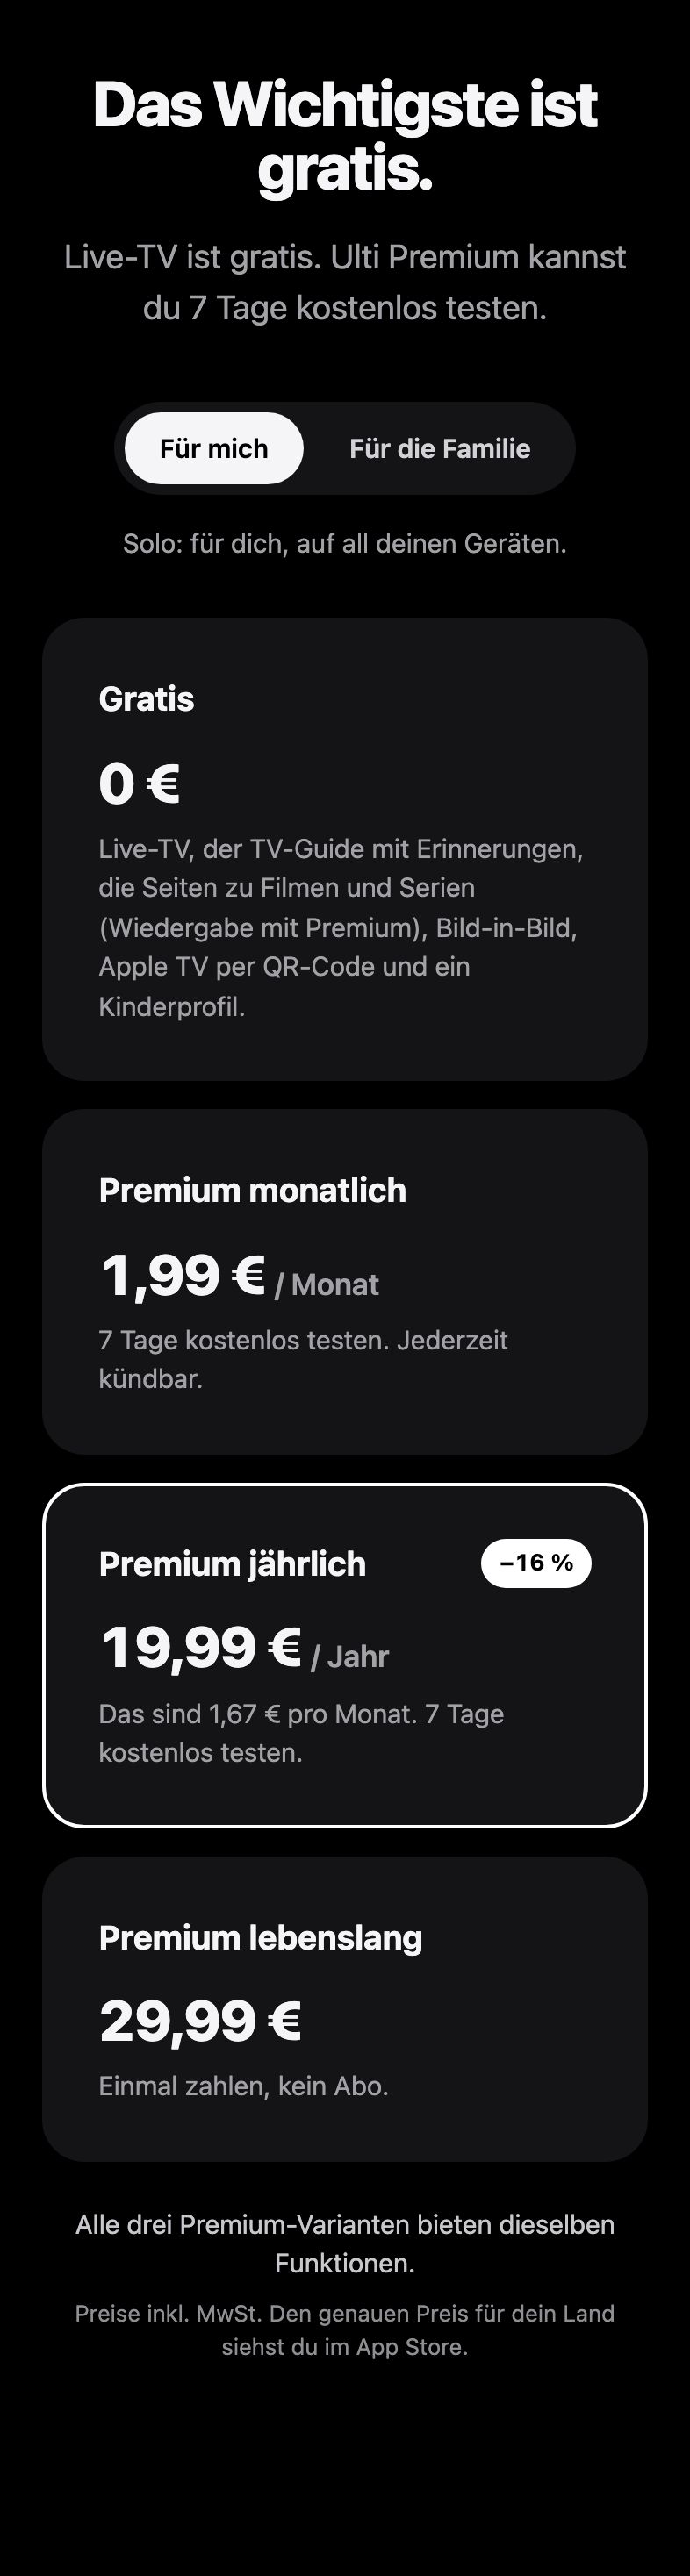 Das Wichtigste ist
gratis.
Live-TV ist gratis. Ulti Premium kannst
du 7 Tage kostenlos testen.
Für mich
Für die Familie
Solo: für dich, auf all deinen Geräten.
Gratis
0 €
Live-TV, der TV-Guide mit Erinnerungen,
die Seiten zu Filmen und Serien
(Wiedergabe mit Premium), Bild-in-Bild,
Apple TV per QR-Code und ein
Kinderprofil.
Premium monatlich
1,99 € / Monat
7 Tage kostenlos testen. Jederzeit
kündbar.
Premium jährlich
−16 %
19,99 € / Jahr
Das sind 1,67 € pro Monat. 7 Tage
kostenlos testen.
Premium lebenslang
29,99 €
Einmal zahlen, kein Abo.
Alle drei Premium-Varianten bieten dieselben
Funktionen.
Preise inkl. MwSt. Den genauen Preis für dein Land
siehst du im App Store.